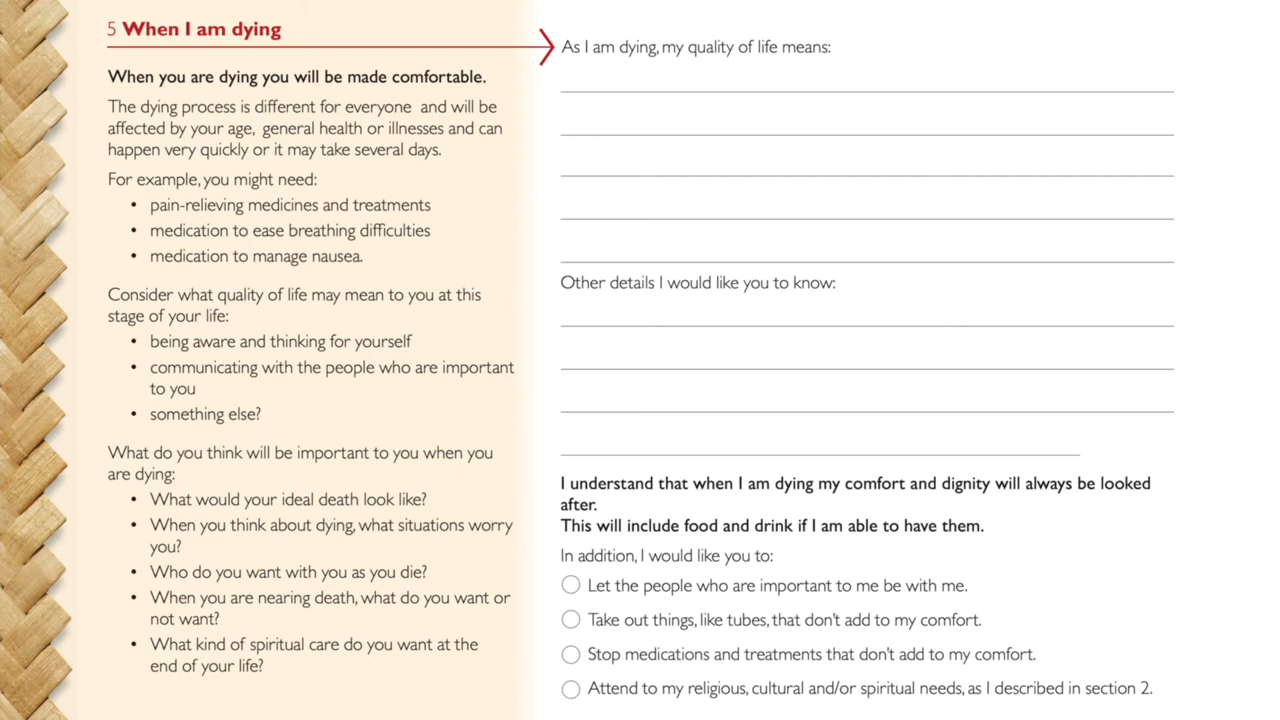 5 When I am dying
When you are dying you will be made comfortable.
The dying process is different for everyone and will be
affected by your age, general health or illnesses and can
happen very quickly or it may take several days.
For example, you might need:
• pain-relieving medicines and treatments
• medication to ease breathing difficulties
• medication to manage nausea.
Consider what quality of life may mean to you at this
stage of your life:
• being aware and thinking for yourself
• communicating with the people who are important
to you
• something else?
What do you think will be important to you when you
are dying:
• What would your ideal death look like?
• When you think about dying, what situations worry
you?
• Who do you want with you as you die?
• When you are nearing death, what do you want or
not want?
• What kind of spiritual care do you want at the
end of your life?
As I am dying, my quality of life means:
Other details I would like you to know:
I understand that when I am dying my comfort and dignity will always be looked
after.
This will include food and drink if I am able to have them.
In addition, I would like you to:
Let the people who are important to me be with me.
Take out things, like tubes, that don't add to my comfort.
Stop medications and treatments that don't add to my comfort.
Attend to my religious, cultural and/or spiritual needs, as I described in section 2.